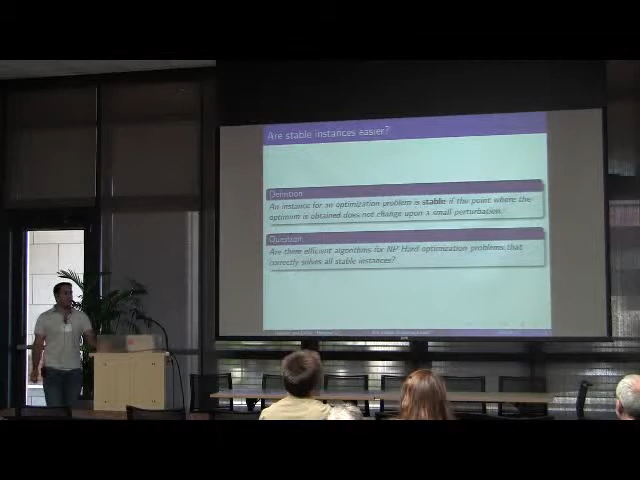 Are stable instances easier?
Definition
An instance for an optimization problem is stable if the point where the
optimum is obtained does not change upon a small perturbation.
Question
Are there efficient algorithms for NP Hard optimization problems that
correctly solves all stable instances?